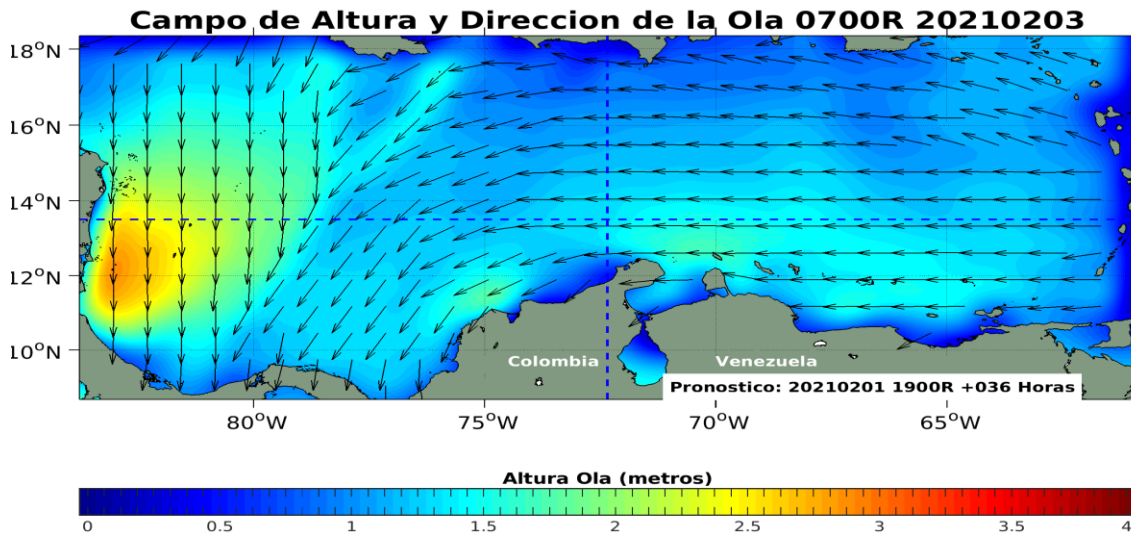 Campo de Altura y Direccion de la Ola 0700R 20210203
18°N
16°N
14°N
12°N
10°N
Colombia Venezuela
Pronostico: 20210201 1900R +036 Horas
80°W 75°W 70°W 65°W
Altura Ola (metros)
0 0.5 1 1.5 2 2.5 3 3.5 4